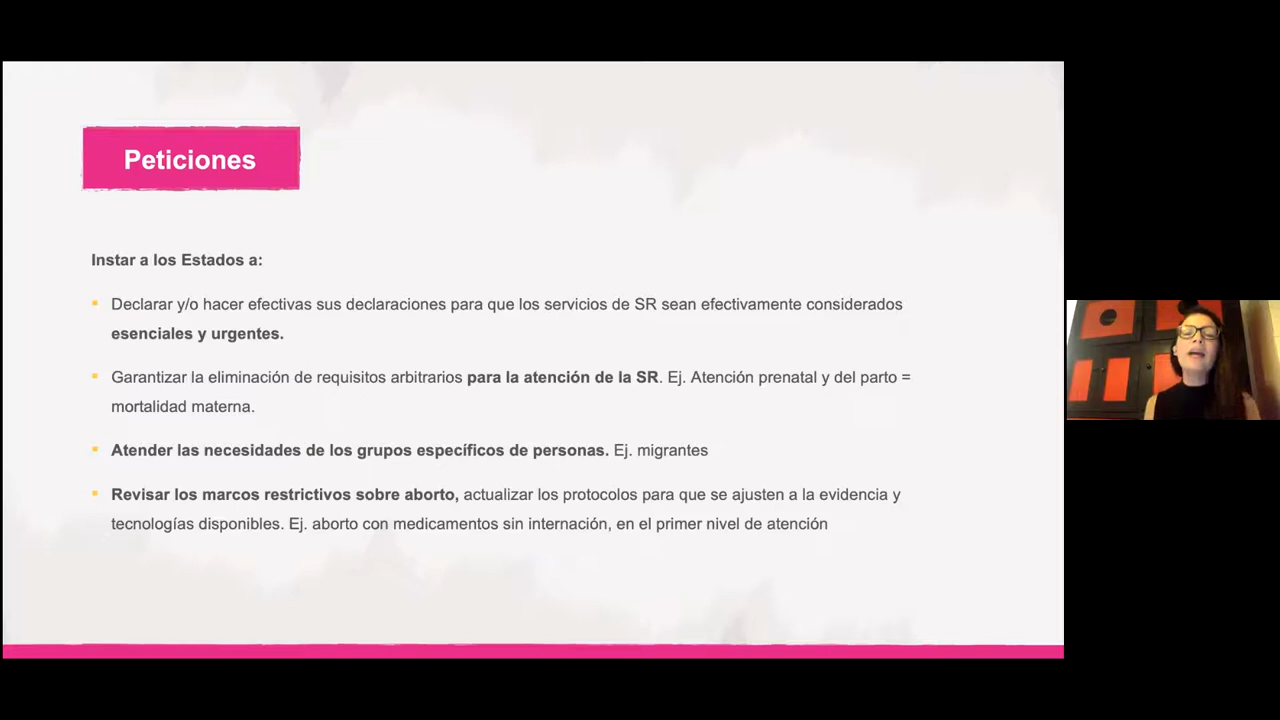 Peticiones
Instar a los Estados a:
Declarar y/o hacer efectivas sus declaraciones para que los servicios de SR sean efectivamente considerados
esenciales y urgentes.
Garantizar la eliminación de requisitos arbitrarios para la atención de la SR. Ej. Atención prenatal y del parto =
mortalidad materna.
Atender las necesidades de los grupos específicos de personas. Ej. migrantes
Revisar los marcos restrictivos sobre aborto, actualizar los protocolos para que se ajusten a la evidencia y
tecnologías disponibles. Ej. aborto con medicamentos sin internación, en el primer nivel de atención